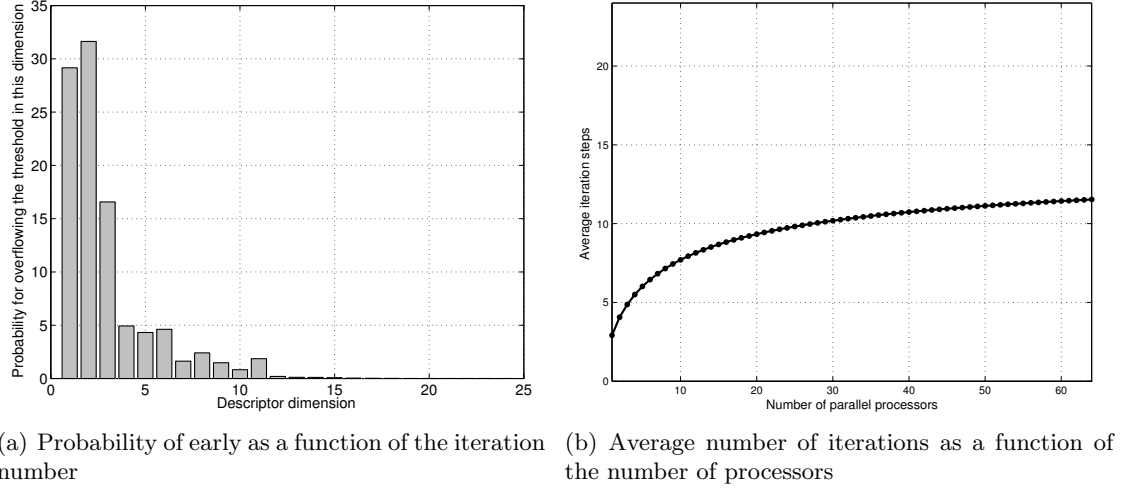 Probability for overflowing the threshold in this dimension
35
30
25
20
15
10
5
0
0 5 10 15 20 25
Descriptor dimension
Average iteration steps
20
15
10
5
0
10 20 30 40 50 60
Number of parallel processors
(a) Probability of early as a function of the iteration
number
(b) Average number of iterations as a function of
the number of processors